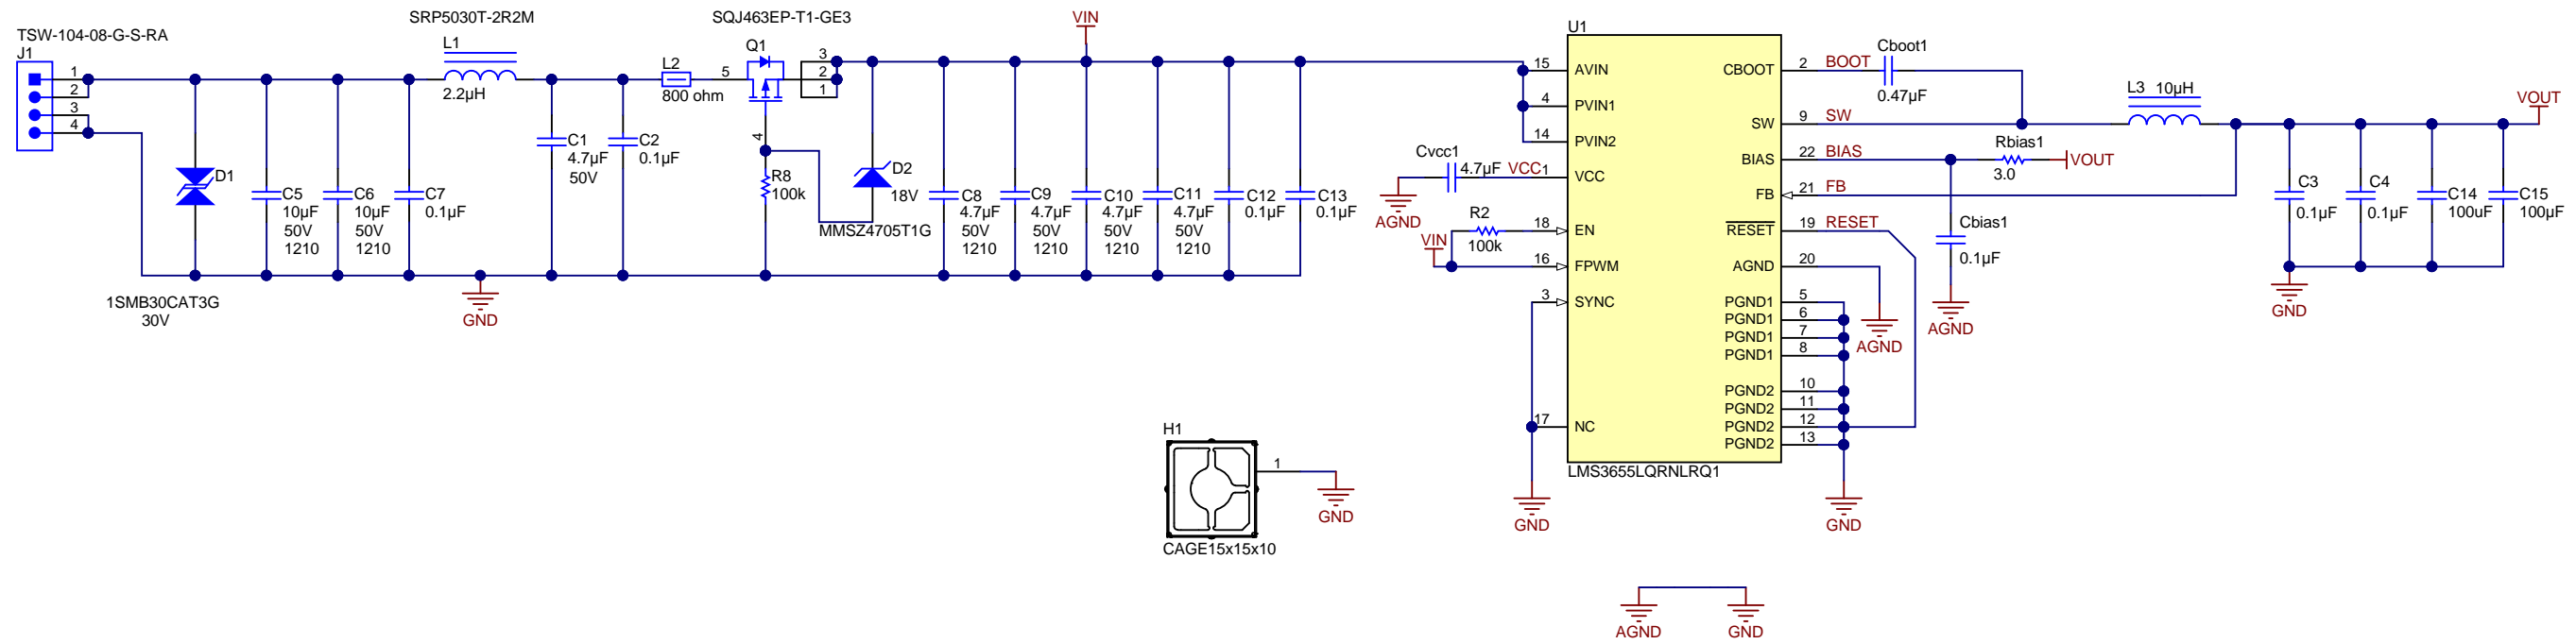 TSW-104-08-G-S-RA
J1
1
2
3
4
D1
1SMB30CAT3G
30V
C5
10µF
50V
1210
C6
10µF
50V
1210
C7
0.1µF
SRP5030T-2R2M
L1
2.2µH
GND
C1
4.7µF
50V
C2
0.1µF
L2
800 ohm
SQJ463EP-T1-GE3
Q1
5
3
2
1
4
R8
100k
D2
18V
MMSZ4705T1G
C8
4.7µF
50V
1210
C9
4.7µF
50V
1210
VIN
C10
4.7µF
50V
1210
C11
4.7µF
50V
1210
C12
0.1µF
C13
0.1µF
H1
1
CAGE15x15x10
GND
Cvcc1
4.7µF
VCC
AGND
R2
100k
VIN
U1
15 AVIN
4 PVIN1
14 PVIN2
1 VCC
18 EN
16 FPWM
3 SYNC
17 NC
GND
CBOOT 2 BOOT
SW 9 SW
BIAS 22 BIAS
FB 21 FB
RESET 19 RESET
AGND 20
PGND1 5
PGND1 6
PGND1 7
PGND1 8
PGND2 10
PGND2 11
PGND2 12
PGND2 13
LMS3655LQRNLRQ1
GND
AGND
Cboot1
0.47µF
Rbias1
3.0
VOUT
Cbias1
0.1µF
AGND
L3 10µH
VOUT
C3
0.1µF
C4
0.1µF
C14
100uF
C15
100µF
GND
AGND
GND